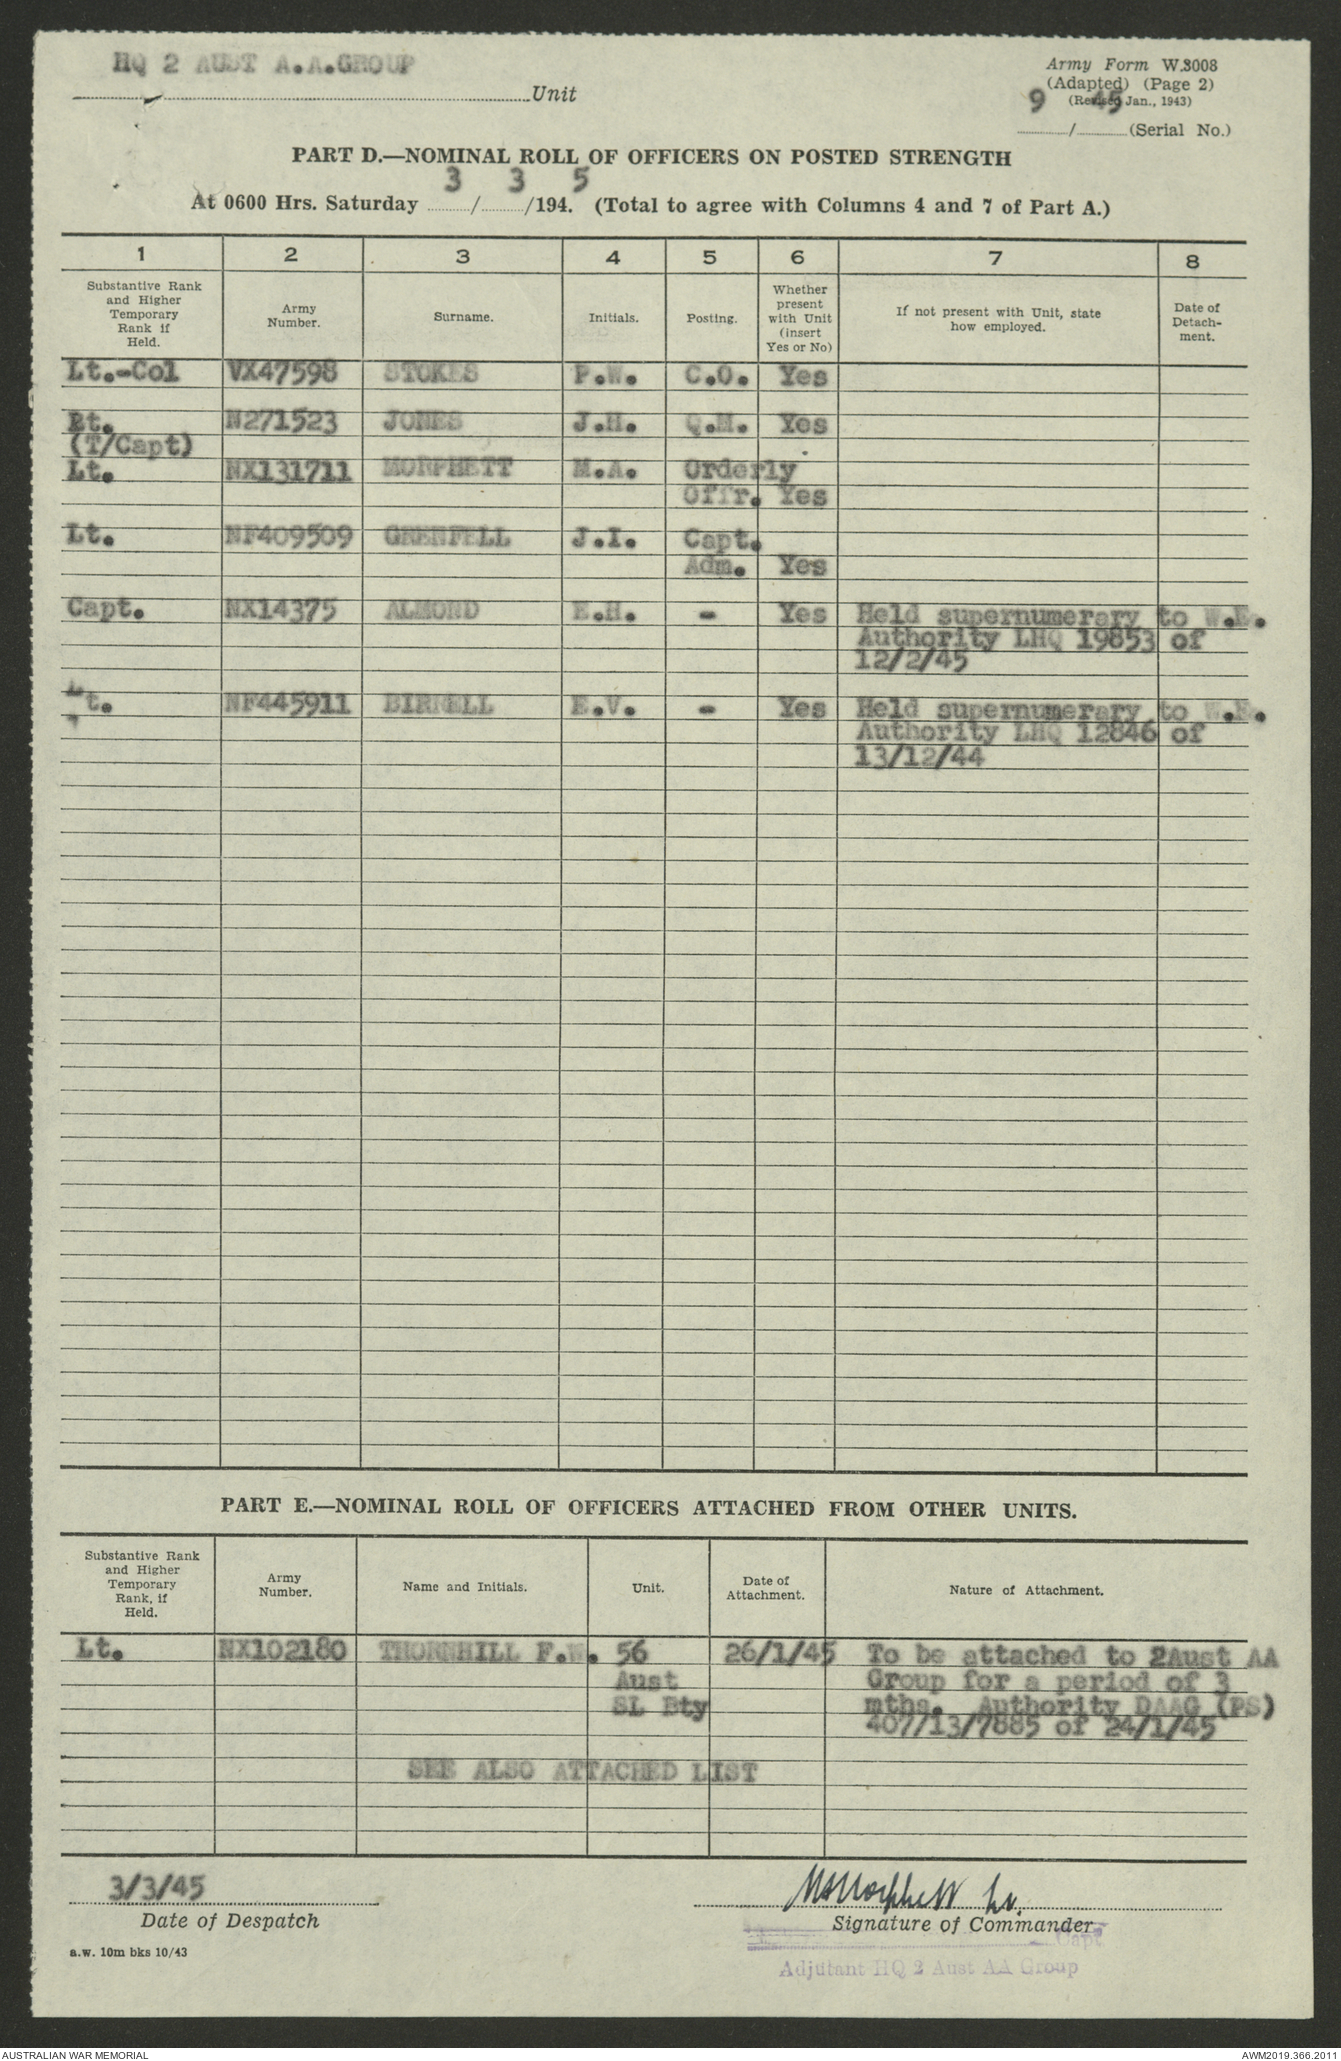 HQ 2 AUST A.A.GROUP
Unit
Army Form W.3008
(Adapted) (Page 2)
(Revised Jan., 1943)
9 / 45 (Serial No.)
PART D.—NOMINAL ROLL OF OFFICERS ON POSTED STRENGTH
At 0600 Hrs. Saturday 3 / 3 /1945. (Total to agree with Columns 4 and 7 of Part A.)
1 2 3 4 5 6 7 8
Substantive Rank
and Higher
Temporary
Rank if
Held.
Army
Number.
Surname.
Initials.
Posting.
Whether
present
with Unit
(insert
Yes or No)
If not present with Unit, state
how employed.
Date of
Detach-
ment.
Lt.-Col VX47598 STOKES P.W. C.O. Yes
Lt. N271523 JONES J.H. Q.M. Yes
(T/Capt)
Lt. NX131711 MORPHETT M.A. Orderly
Offr. Yes
Lt. NF409509 GRENFELL J.I. Capt.
Adm. Yes
Capt. NX14375 ALMOND E.H. - Yes Held supernumerary to W.E.
Authority LHQ 19853 of
12/2/45
Lt. NF445911 BIRRELL E.V. - Yes Held supernumerary to W.E.
Authority LHQ 12846 of
13/12/44
PART E.—NOMINAL ROLL OF OFFICERS ATTACHED FROM OTHER UNITS.
Substantive Rank
and Higher
Temporary
Rank, if
Held.
Army
Number.
Name and Initials.
Unit.
Date of
Attachment.
Nature of Attachment.
Lt. NX102180 THORNHILL F.W. 56 26/1/45 To be attached to 2Aust AA
Aust Group for a period of 3
SL Bty mths. Authority DAAG (PS)
407/13/7885 of 24/1/45
SEE ALSO ATTACHED LIST
3/3/45
Date of Despatch
MAMorphett Lt.
Signature of Commander
Capt
Adjutant HQ 2 Aust AA Group
a.w. 10m bks 10/43
AUSTRALIAN WAR MEMORIAL
AWM2019.366.2011